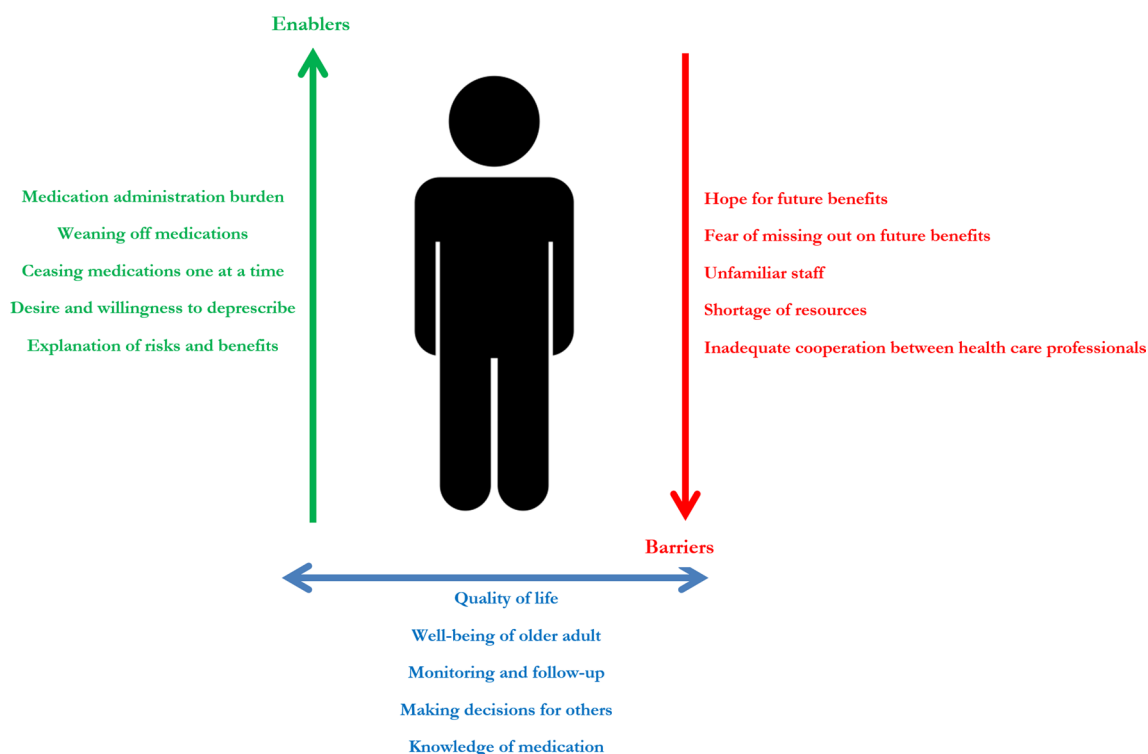 Enablers
Medication administration burden
Weaning off medications
Ceasing medications one at a time
Desire and willingness to deprescribe
Explanation of risks and benefits
Hope for future benefits
Fear of missing out on future benefits
Unfamiliar staff
Shortage of resources
Inadequate cooperation between health care professionals
Barriers
Quality of life
Well-being of older adult
Monitoring and follow-up
Making decisions for others
Knowledge of medication